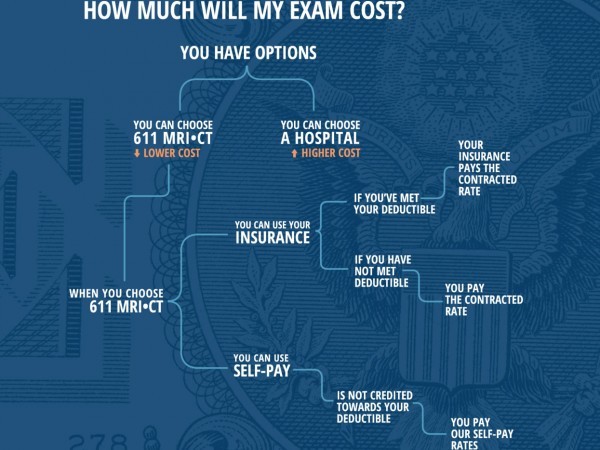 HOW MUCH WILL MY EXAM COST?
YOU HAVE OPTIONS
YOU CAN CHOOSE
611 MRI•CT
LOWER COST
YOU CAN CHOOSE
A HOSPITAL
HIGHER COST
WHEN YOU CHOOSE
611 MRI•CT
YOU CAN USE YOUR
INSURANCE
IF YOU'VE MET
YOUR DEDUCTIBLE
YOUR
INSURANCE
PAYS THE
CONTRACTED
RATE
IF YOU HAVE
NOT MET
DEDUCTIBLE
YOU PAY
THE CONTRACTED
RATE
YOU CAN USE
SELF-PAY
IS NOT CREDITED
TOWARDS YOUR
DEDUCTIBLE
YOU PAY
OUR SELF-PAY
RATES
278